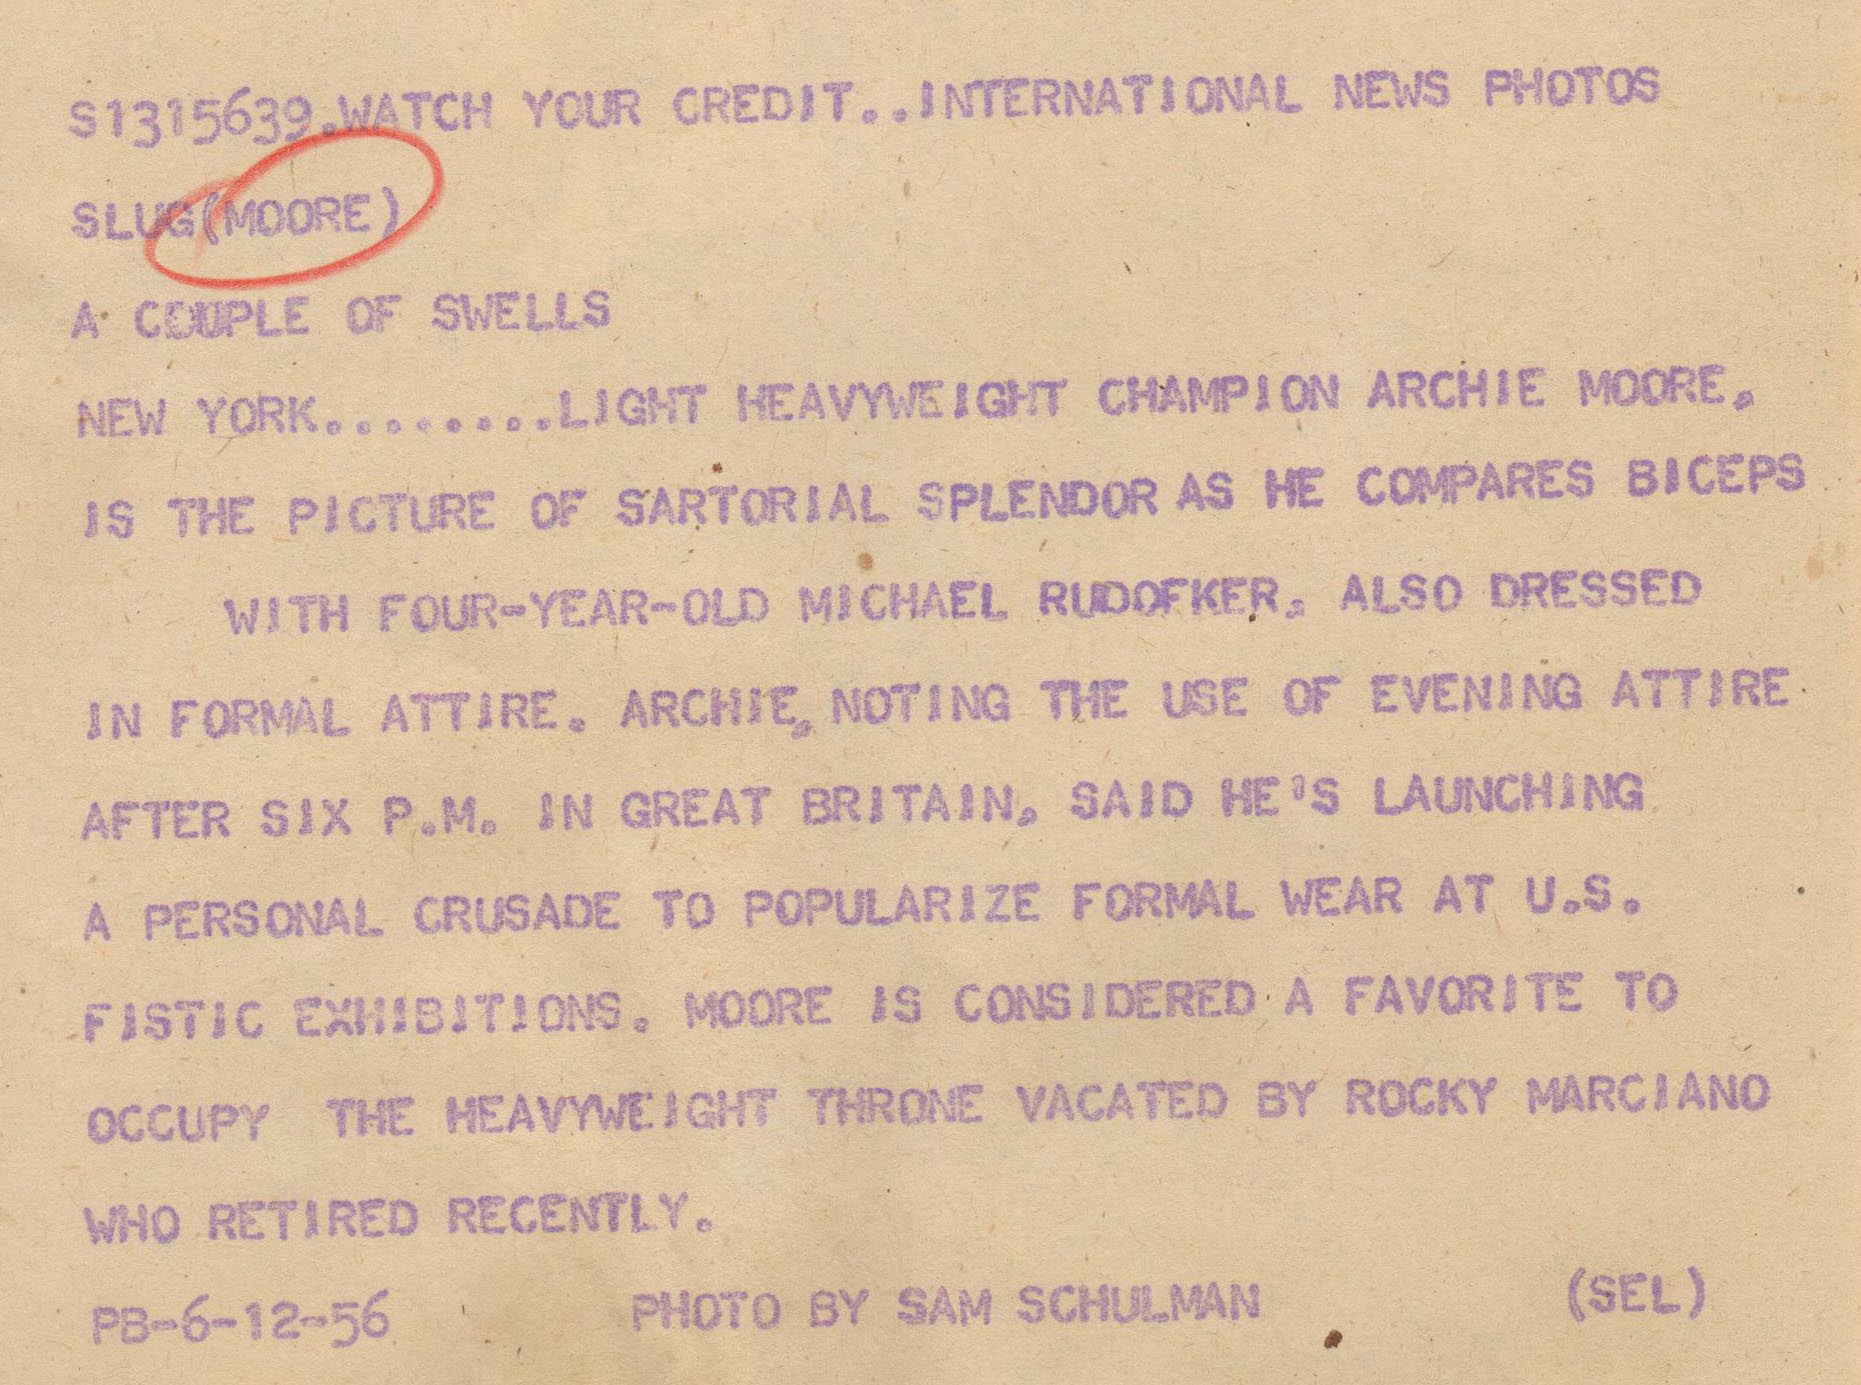 S1315639.WATCH YOUR CREDIT..INTERNATIONAL NEWS PHOTOS
SLUG(MOORE)
A COUPLE OF SWELLS
NEW YORK........LIGHT HEAVYWEIGHT CHAMPION ARCHIE MOORE,
IS THE PICTURE OF SARTORIAL SPLENDOR AS HE COMPARES BICEPS
WITH FOUR-YEAR-OLD MICHAEL RUDOFKER, ALSO DRESSED
IN FORMAL ATTIRE. ARCHIE, NOTING THE USE OF EVENING ATTIRE
AFTER SIX P.M. IN GREAT BRITAIN, SAID HE'S LAUNCHING
A PERSONAL CRUSADE TO POPULARIZE FORMAL WEAR AT U.S.
FISTIC EXHIBITIONS. MOORE IS CONSIDERED A FAVORITE TO
OCCUPY THE HEAVYWEIGHT THRONE VACATED BY ROCKY MARCIANO
WHO RETIRED RECENTLY.
PB-6-12-56 PHOTO BY SAM SCHULMAN (SEL)